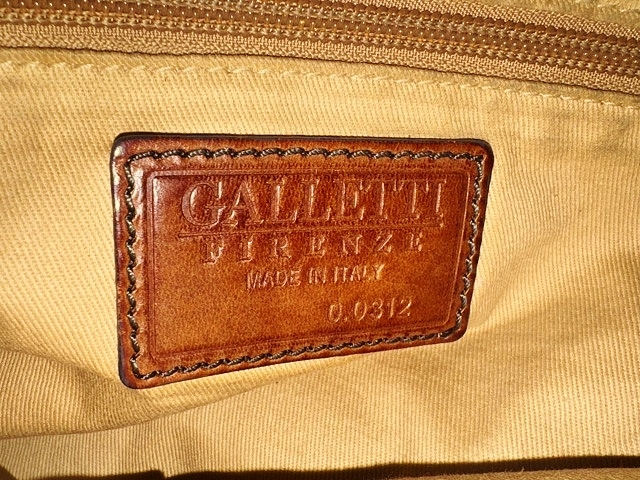 GALLETTI
FIRENZE
MADE IN ITALY
0.0312